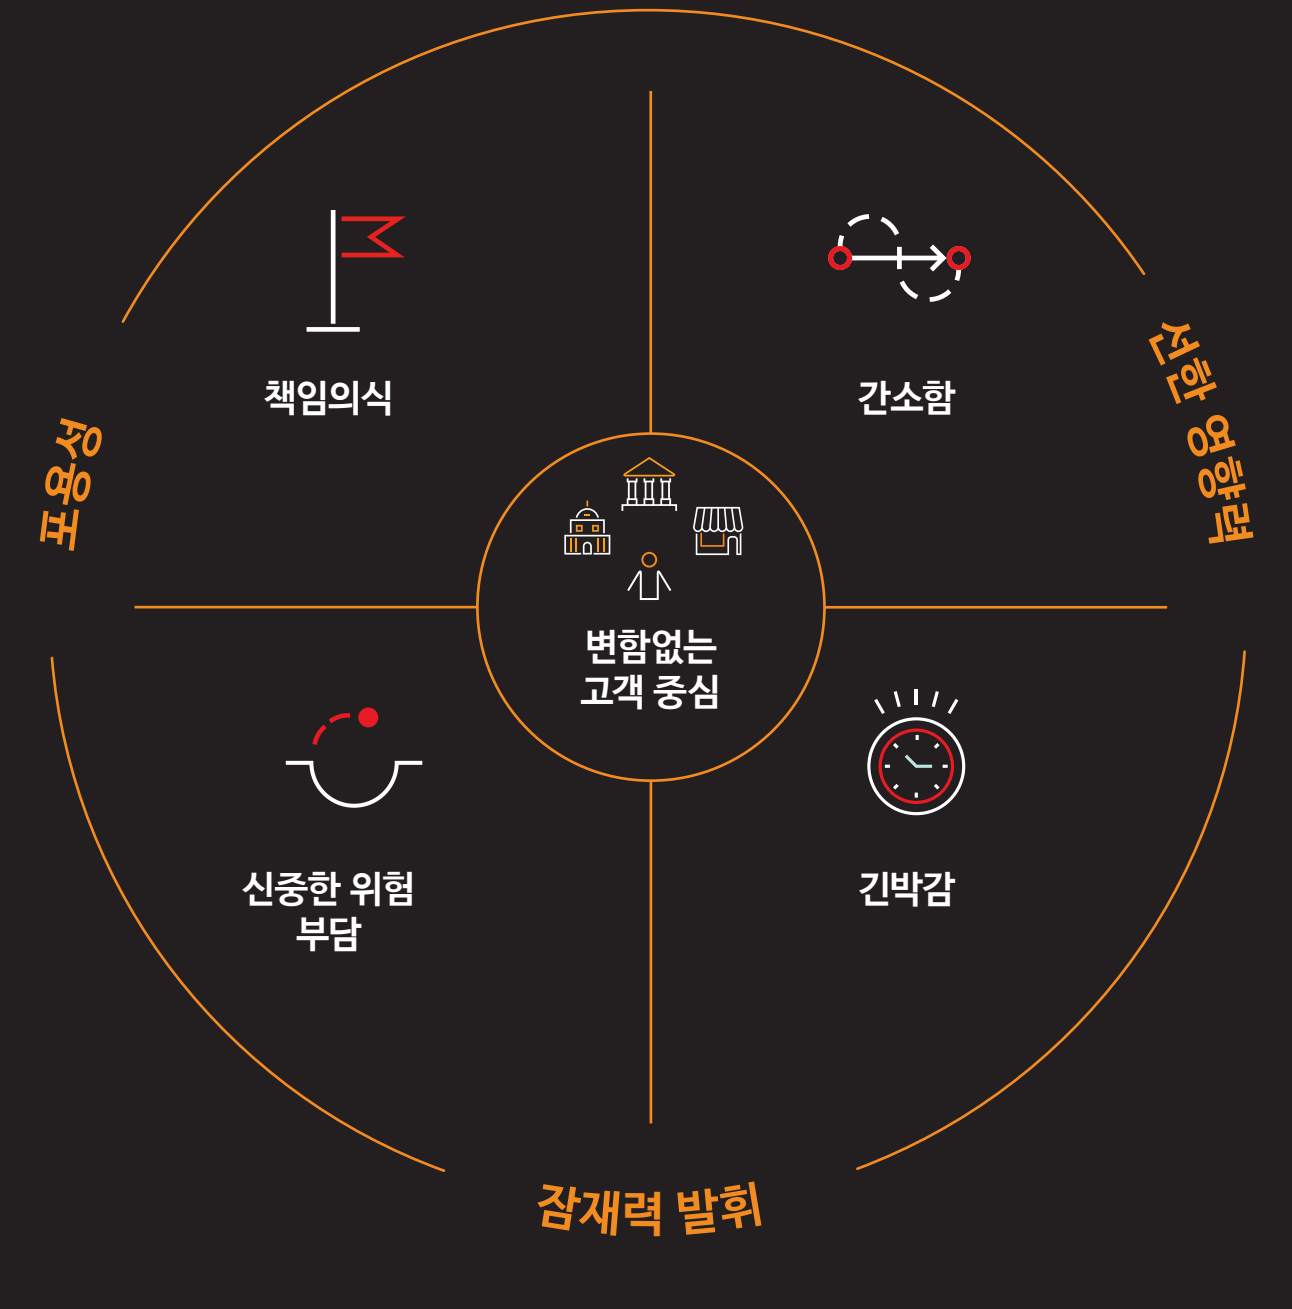 선한 영향력
책임의식
간소함
포용성
변함없는
고객 중심
신중한 위험
부담
긴박감
잠재력 발휘